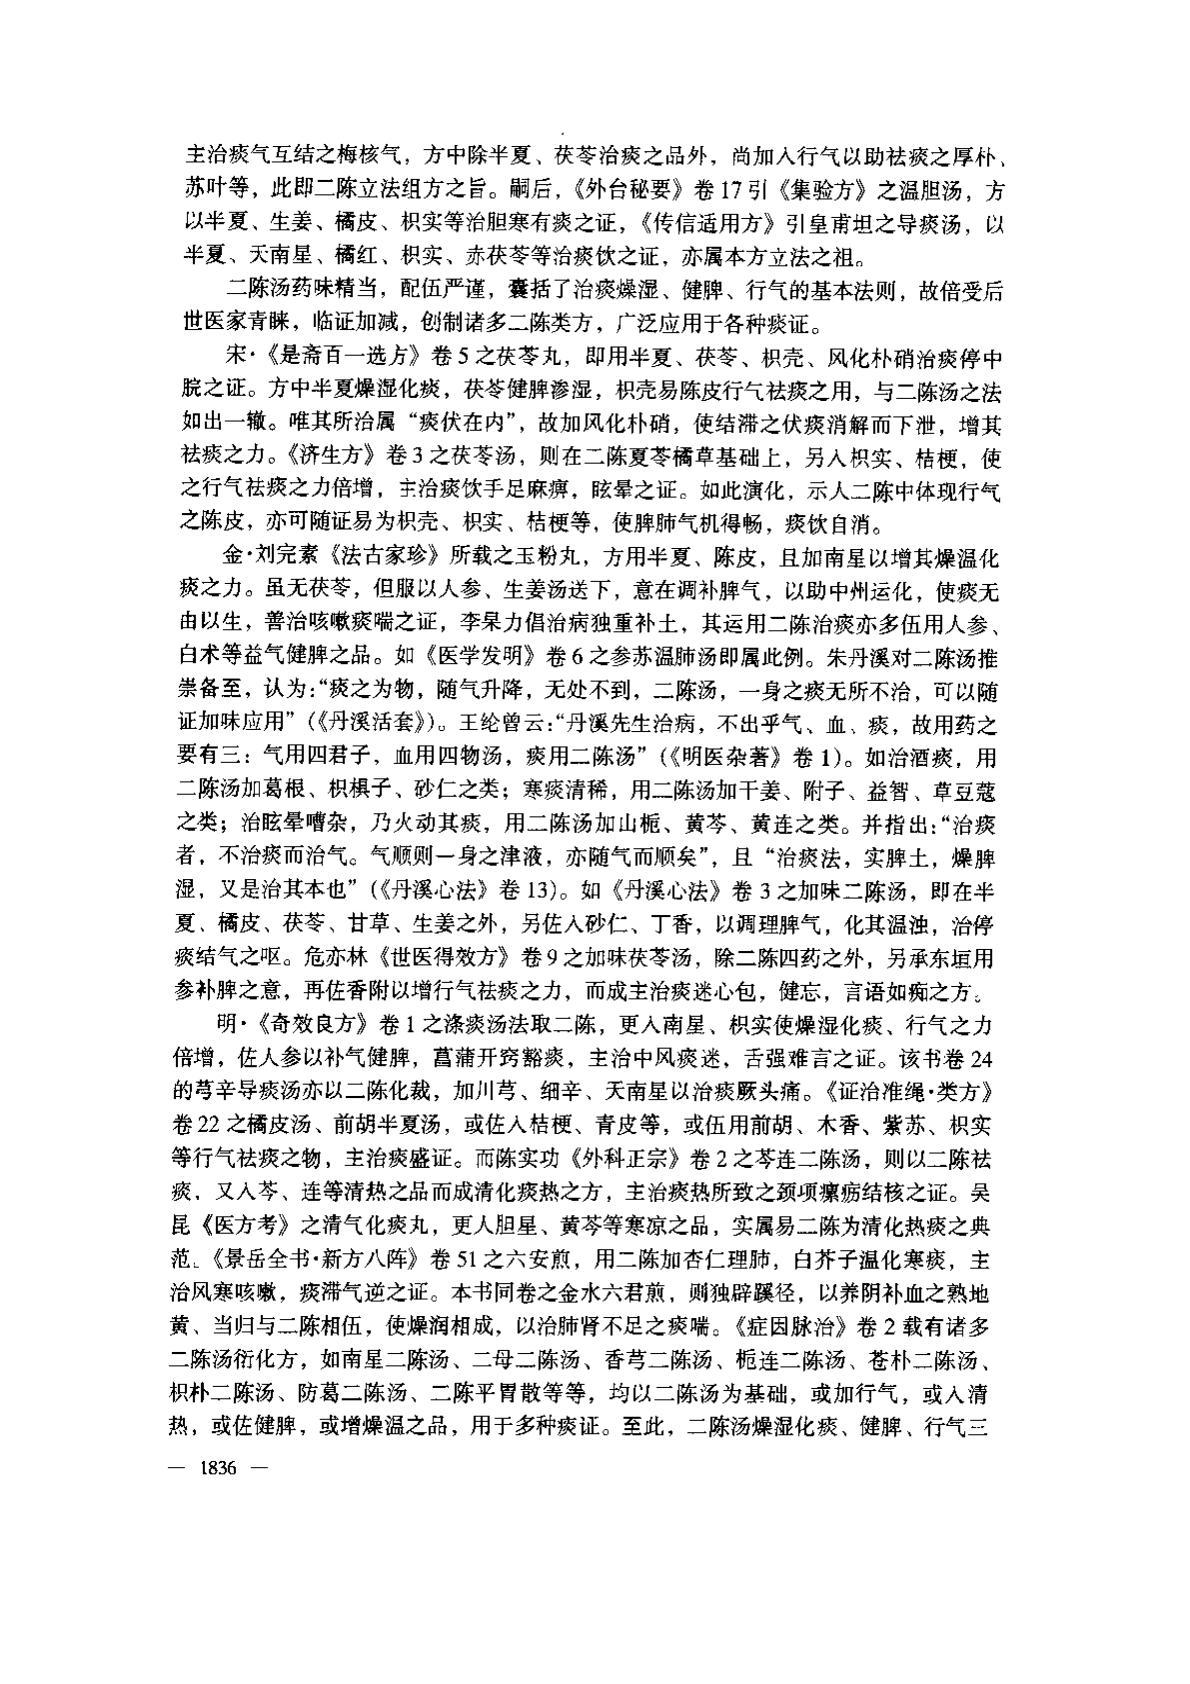 主治痰气互结之梅核气，方中除半夏、茯苓治痰之品外，尚加入行气以助祛痰之厚朴、
苏叶等，此即二陈立法组方之旨。嗣后，《外台秘要》卷17引《集验方》之温胆汤，方
以半夏、生姜、橘皮、枳实等治胆寒有痰之证，《传信适用方》引皇甫坦之导痰汤，以
半夏、天南星、橘红、枳实、赤茯苓等治痰饮之证，亦属本方立法之祖。
二陈汤药味精当，配伍严谨，囊括了治痰燥湿、健脾、行气的基本法则，故倍受后
世医家青睐，临证加减，创制诸多二陈类方，广泛应用于各种痰证。
宋·《是斋百一选方》卷5之茯苓丸，即用半夏、茯苓、枳壳、风化朴硝治痰停中
脘之证。方中半夏燥湿化痰，茯苓健脾渗湿，枳壳易陈皮行气祛痰之用，与二陈汤之法
如出一辙。唯其所治属“痰伏在内”，故加风化朴硝，使结滞之伏痰消解而下泄，增其
祛痰之力。《济生方》卷3之茯苓汤，则在二陈夏苓橘草基础上，另入枳实、桔梗，使
之行气祛痰之力倍增，主治痰饮手足麻痹，眩晕之证。如此演化，示人二陈中体现行气
之陈皮，亦可随证易为枳壳、枳实、桔梗等，使脾肺气机得畅，痰饮自消。
金·刘完素《法古家珍》所载之玉粉丸，方用半夏、陈皮，且加南星以增其燥温化
痰之力。虽无茯苓，但服以人参、生姜汤送下，意在调补脾气，以助中州运化，使痰无
由以生，善治咳嗽痰喘之证，李杲力倡治病独重补土，其运用二陈治痰亦多伍用人参、
白术等益气健脾之品。如《医学发明》卷6之参苏温肺汤即属此例。朱丹溪对二陈汤推
崇备至，认为：“痰之为物，随气升降，无处不到，二陈汤，一身之痰无所不治，可以随
证加味应用”（《丹溪活套》）。王纶曾云：“丹溪先生治病，不出乎气、血、痰，故用药之
要有三：气用四君子，血用四物汤，痰用二陈汤”（《明医杂著》卷1）。如治酒痰，用
二陈汤加葛根、枳椇子、砂仁之类；寒痰清稀，用二陈汤加干姜、附子、益智、草豆蔻
之类；治眩晕嘈杂，乃火动其痰，用二陈汤加山栀、黄芩、黄连之类。并指出：“治痰
者，不治痰而治气。气顺则一身之津液，亦随气而顺矣”，且“治痰法，实脾土，燥脾
湿，又是治其本也”（《丹溪心法》卷13）。如《丹溪心法》卷3之加味二陈汤，即在半
夏、橘皮、茯苓、甘草、生姜之外，另佐入砂仁、丁香，以调理脾气，化其温浊，治停
痰结气之呕。危亦林《世医得效方》卷9之加味茯苓汤，除二陈四药之外，另承东垣用
参补脾之意，再佐香附以增行气祛痰之力，而成主治痰迷心包，健忘，言语如痴之方。
明·《奇效良方》卷1之涤痰汤法取二陈，更入南星、枳实使燥湿化痰、行气之力
倍增，佐人参以补气健脾，菖蒲开窍豁痰，主治中风痰迷，舌强难言之证。该书卷24
的芎辛导痰汤亦以二陈化裁，加川芎、细辛、天南星以治痰厥头痛。《证治准绳·类方》
卷22之橘皮汤、前胡半夏汤，或佐入桔梗、青皮等，或伍用前胡、木香、紫苏、枳实
等行气祛痰之物，主治痰盛证。而陈实功《外科正宗》卷2之芩连二陈汤，则以二陈祛
痰，又入芩、连等清热之品而成清化痰热之方，主治痰热所致之颈项瘰疬结核之证。吴
昆《医方考》之清气化痰丸，更入胆星、黄芩等寒凉之品，实属易二陈为清化热痰之典
范。《景岳全书·新方八阵》卷51之六安煎，用二陈加杏仁理肺，白芥子温化寒痰，主
治风寒咳嗽，痰滞气逆之证。本书同卷之金水六君煎，则独辟蹊径，以养阴补血之熟地
黄、当归与二陈相伍，使燥润相成，以治肺肾不足之痰喘。《症因脉治》卷2载有诸多
二陈汤衍化方，如南星二陈汤、二母二陈汤、香芎二陈汤、栀连二陈汤、苍朴二陈汤、
枳朴二陈汤、防葛二陈汤、二陈平胃散等等，均以二陈汤为基础，或加行气，或入清
热，或佐健脾，或增燥温之品，用于多种痰证。至此，二陈汤燥湿化痰、健脾、行气三
— 1836 —